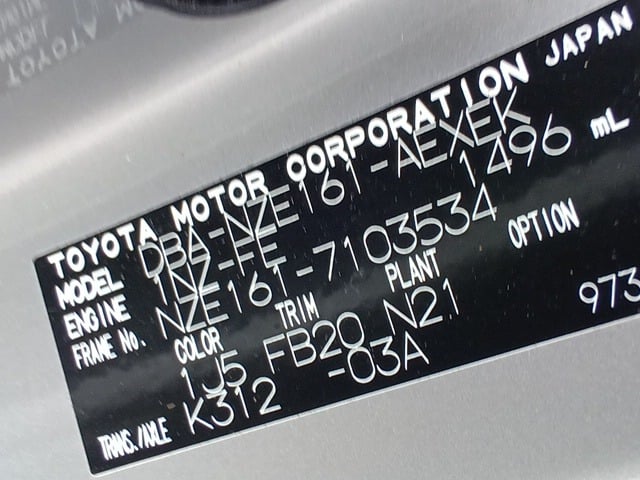 TOYOTA MOTOR CORPORATION JAPAN
MODEL DBA-NZE161-AEXEK
ENGINE 1NZ-FE 1496 mL
FRAME No. NZE161-7103534
COLOR TRIM PLANT OPTION
1J5 FB20 N21 973
TRANS./AXLE K312 -03A